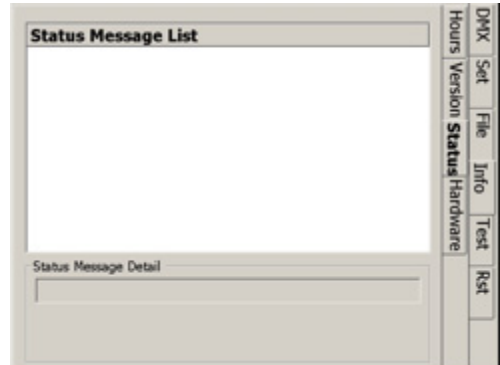 Status Message List
Status Message Detail
Hours Version Status Hardware
DMX Set File Info Test Rst